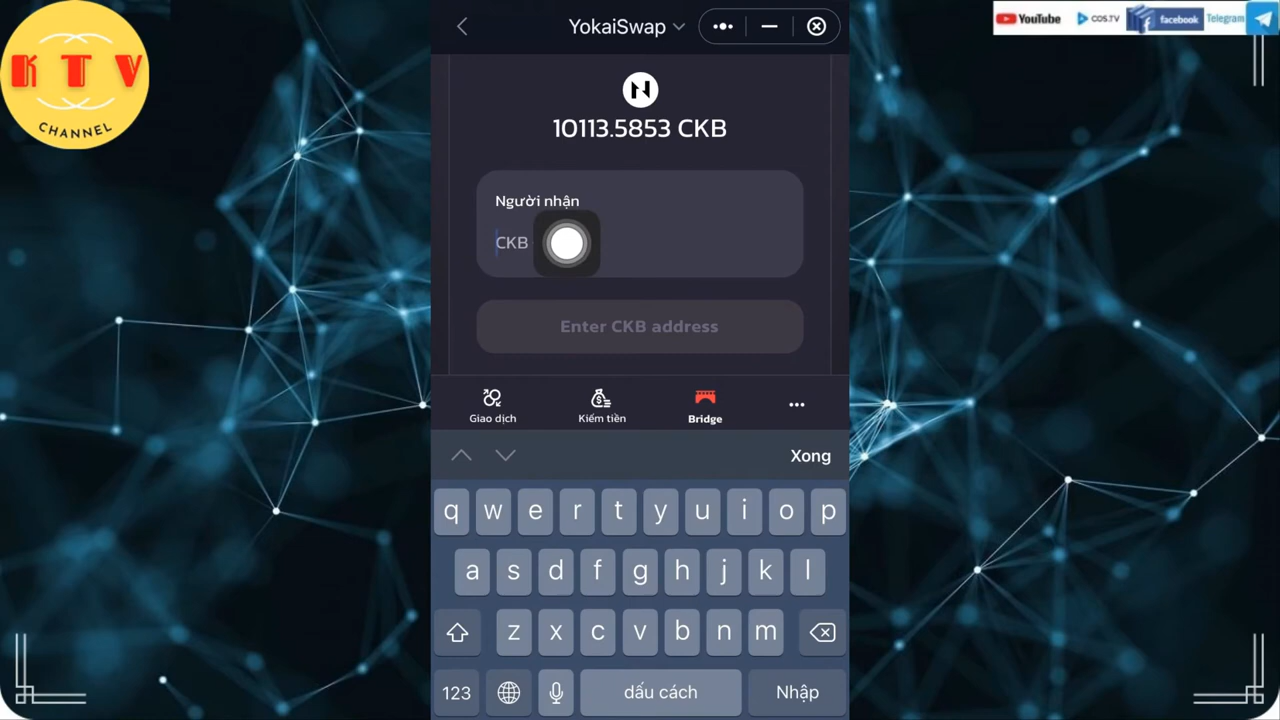 K T V
CHANNEL
YokaiSwap
YouTube
COS.TV
facebook
Telegram
10113.5853 CKB
Người nhận
CKB
Enter CKB address
Giao dịch
Kiếm tiền
Bridge
Xong
q w e r t y u i o p
a s d f g h j k l
z x c v b n m
123
dấu cách
Nhập